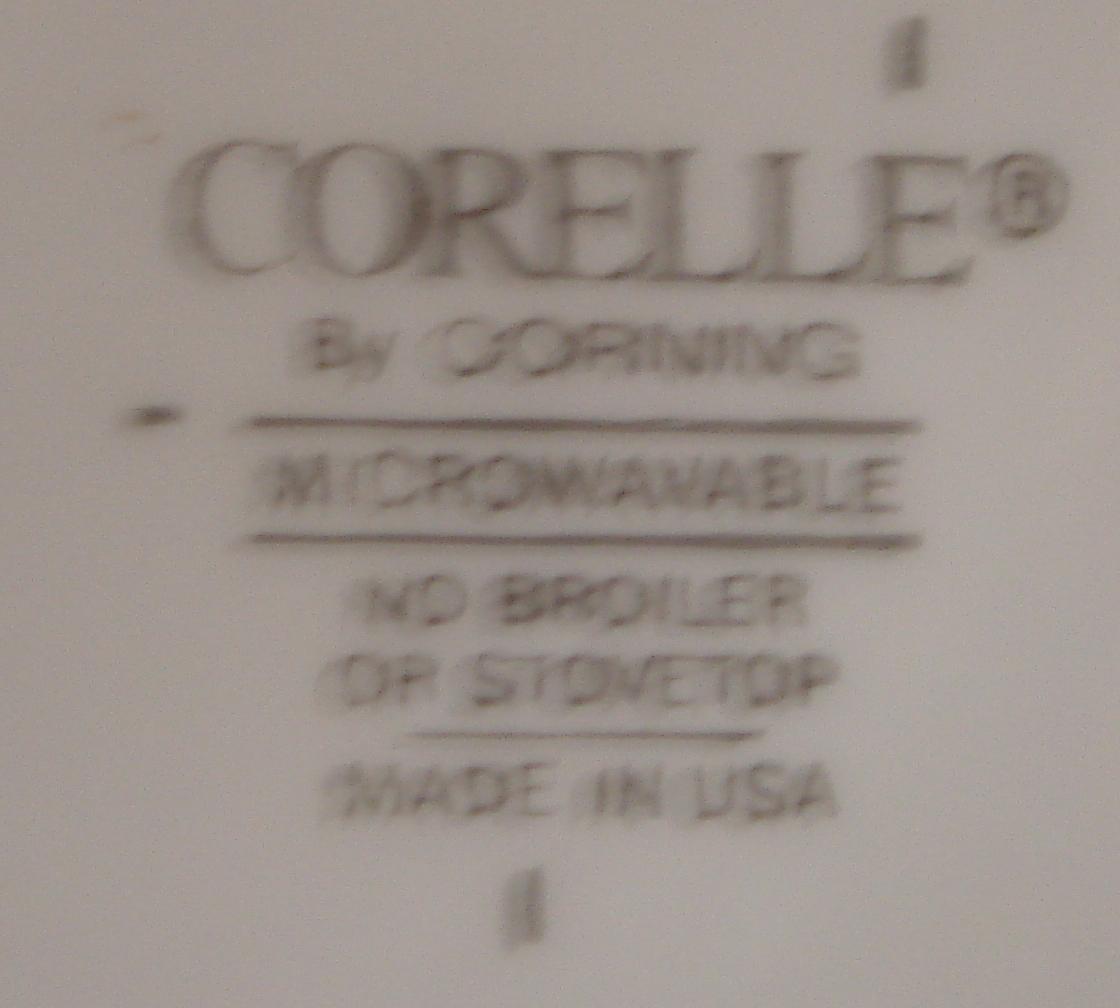 CORELLE®
By CORNING
MICROWAVABLE
NO BROILER
OR STOVETOP
MADE IN USA